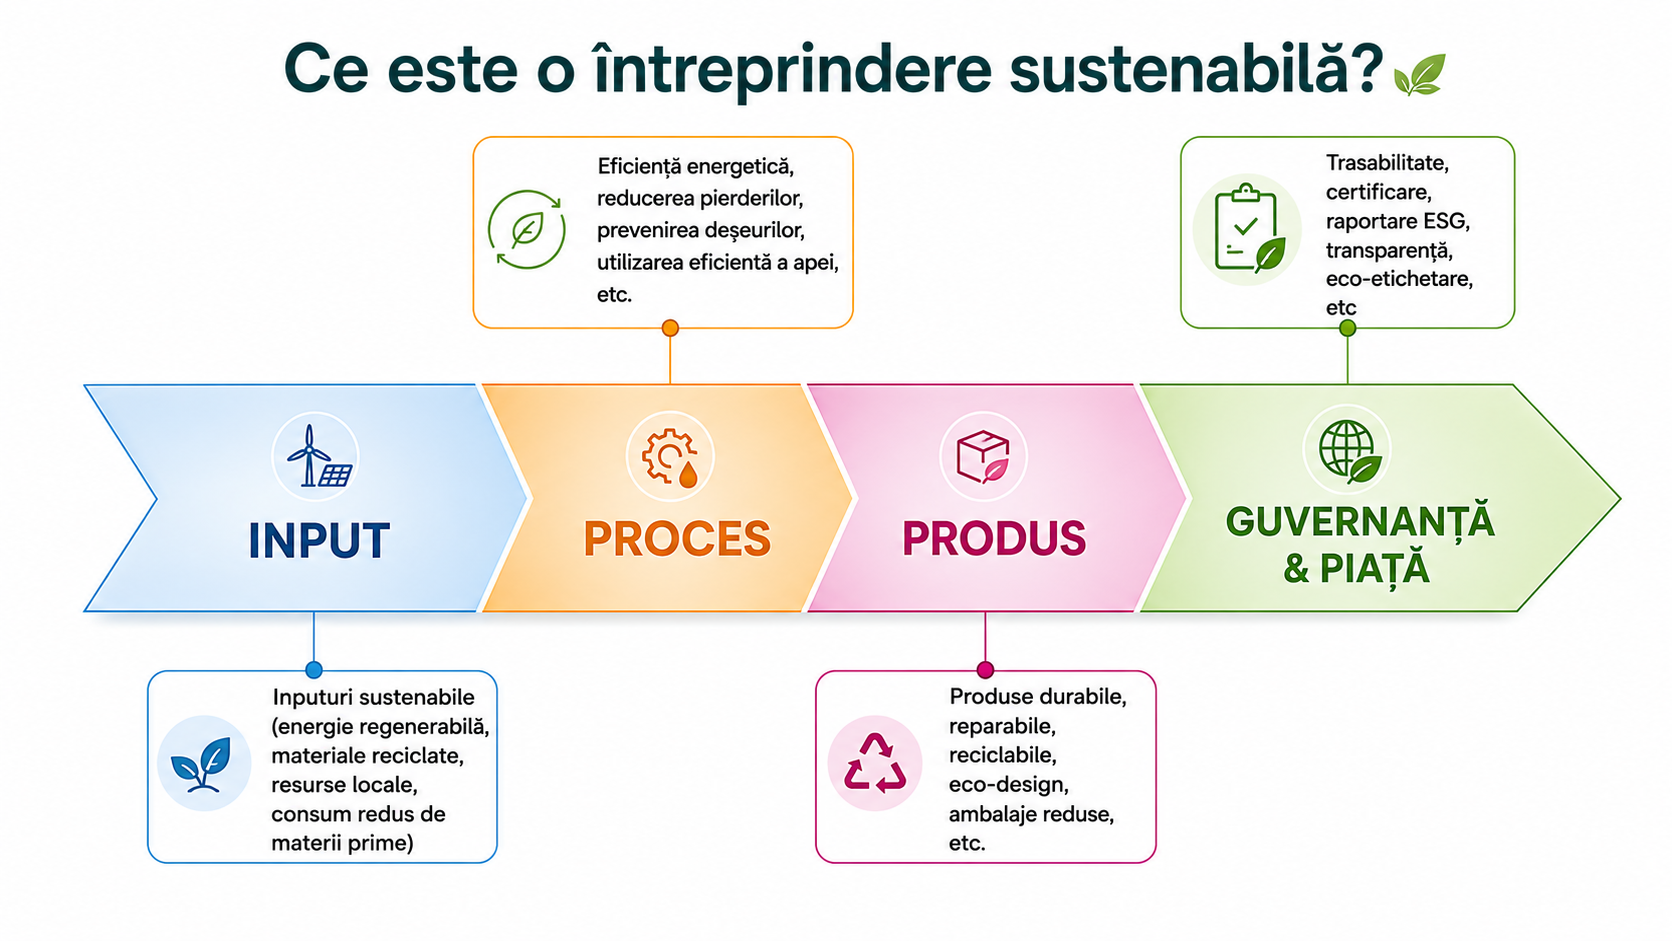 Ce este o întreprindere sustenabilă?
Eficiență energetică,
reducerea pierderilor,
prevenirea deșeurilor,
utilizarea eficientă a apei,
etc.
Trasabilitate,
certificare,
raportare ESG,
transparență,
eco-etichetare,
etc
INPUT
PROCES
PRODUS
GUVERNANȚĂ
& PIAȚĂ
Inputuri sustenabile
(energie regenerabilă,
materiale reciclate,
resurse locale,
consum redus de
materii prime)
Produse durabile,
reparabile,
reciclabile,
eco-design,
ambalaje reduse,
etc.